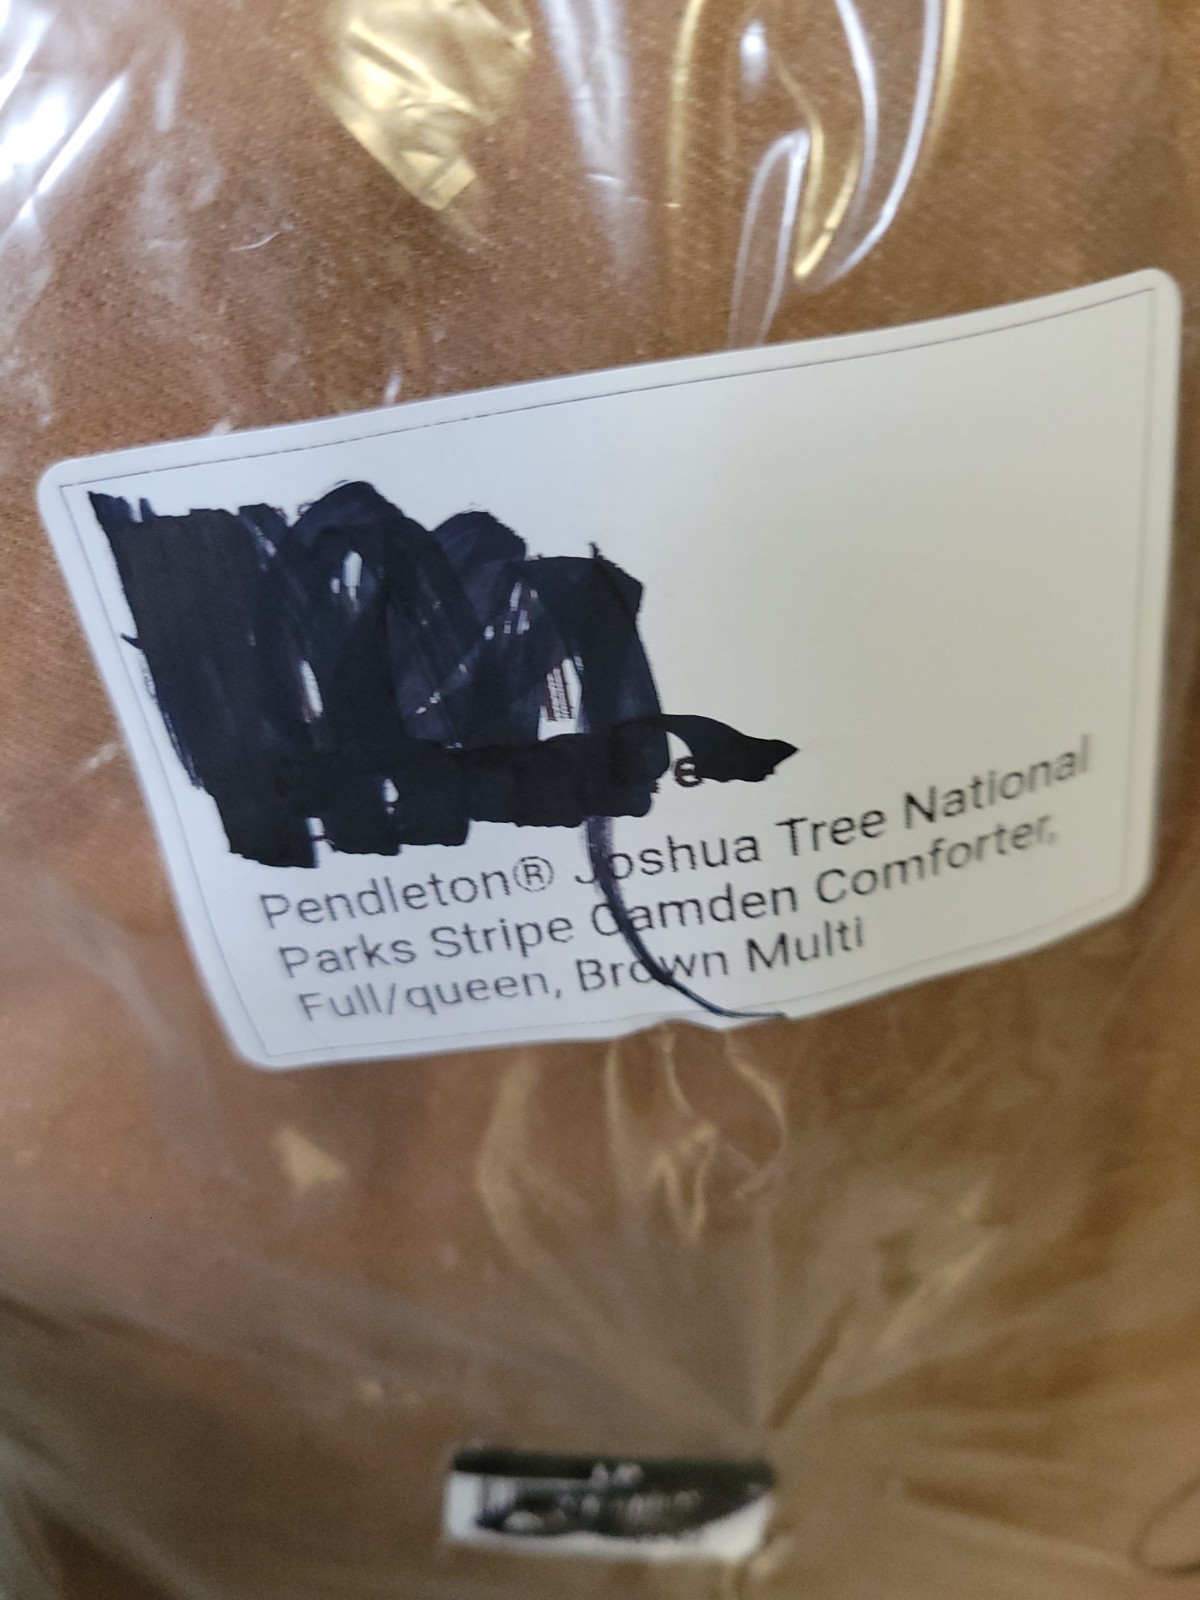 Pendleton® Joshua Tree National
Parks Stripe Camden Comforter,
Full/queen, Brown Multi